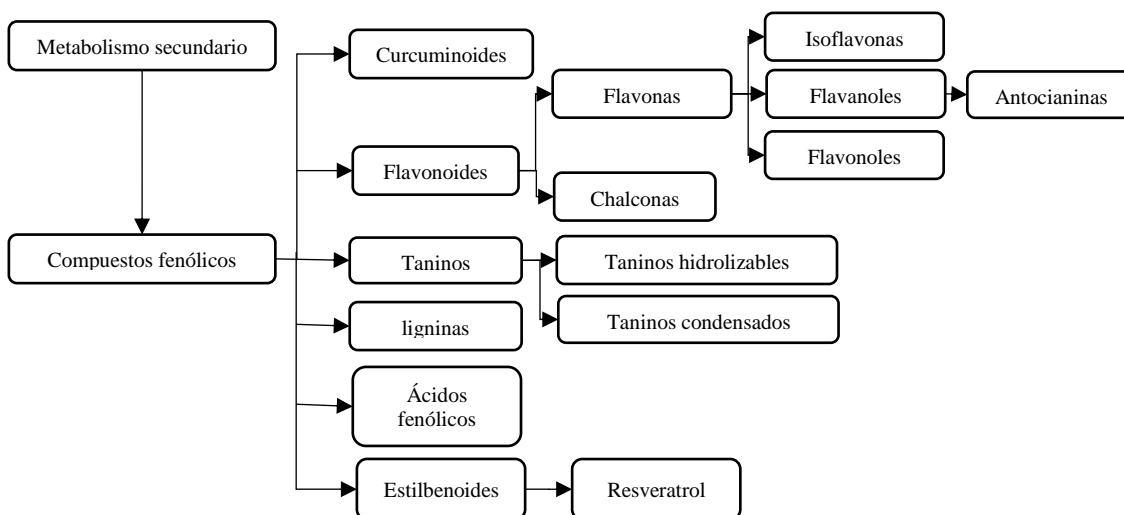 Metabolismo secundario
Compuestos fenólicos
Curcuminoides
Flavonoides
Flavonas
Isoflavonas
Flavanoles
Antocianinas
Flavonoles
Chalconas
Taninos
Taninos hidrolizables
Taninos condensados
ligninas
Ácidos
fenólicos
Estilbenoides
Resveratrol